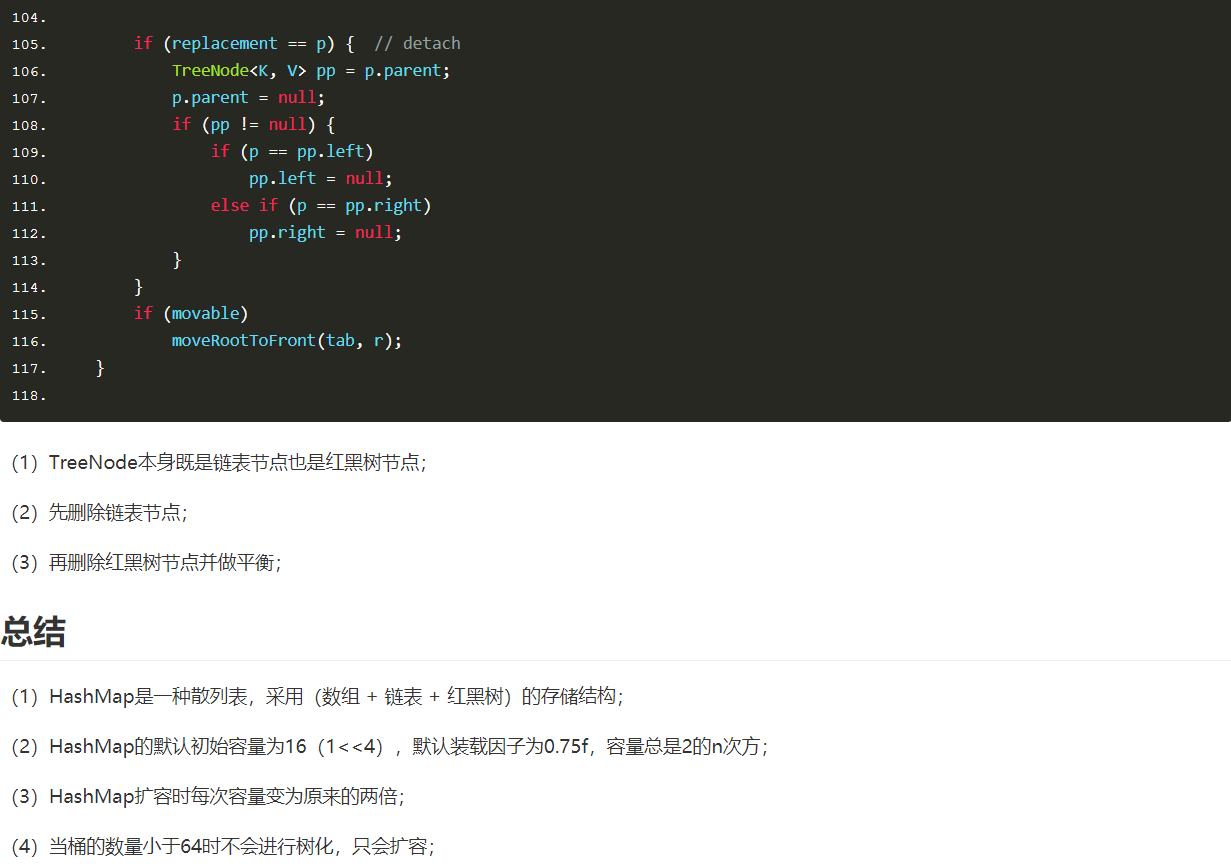 104.
105.         if (replacement == p) {  // detach
106.             TreeNode<K, V> pp = p.parent;
107.             p.parent = null;
108.             if (pp != null) {
109.                 if (p == pp.left)
110.                     pp.left = null;
111.                 else if (p == pp.right)
112.                     pp.right = null;
113.             }
114.         }
115.         if (movable)
116.             moveRootToFront(tab, r);
117.     }
118.
（1）TreeNode本身既是链表节点也是红黑树节点；
（2）先删除链表节点；
（3）再删除红黑树节点并做平衡；
总结
（1）HashMap是一种散列表，采用（数组 + 链表 + 红黑树）的存储结构；
（2）HashMap的默认初始容量为16（1<<4），默认装载因子为0.75f，容量总是2的n次方；
（3）HashMap扩容时每次容量变为原来的两倍；
（4）当桶的数量小于64时不会进行树化，只会扩容；